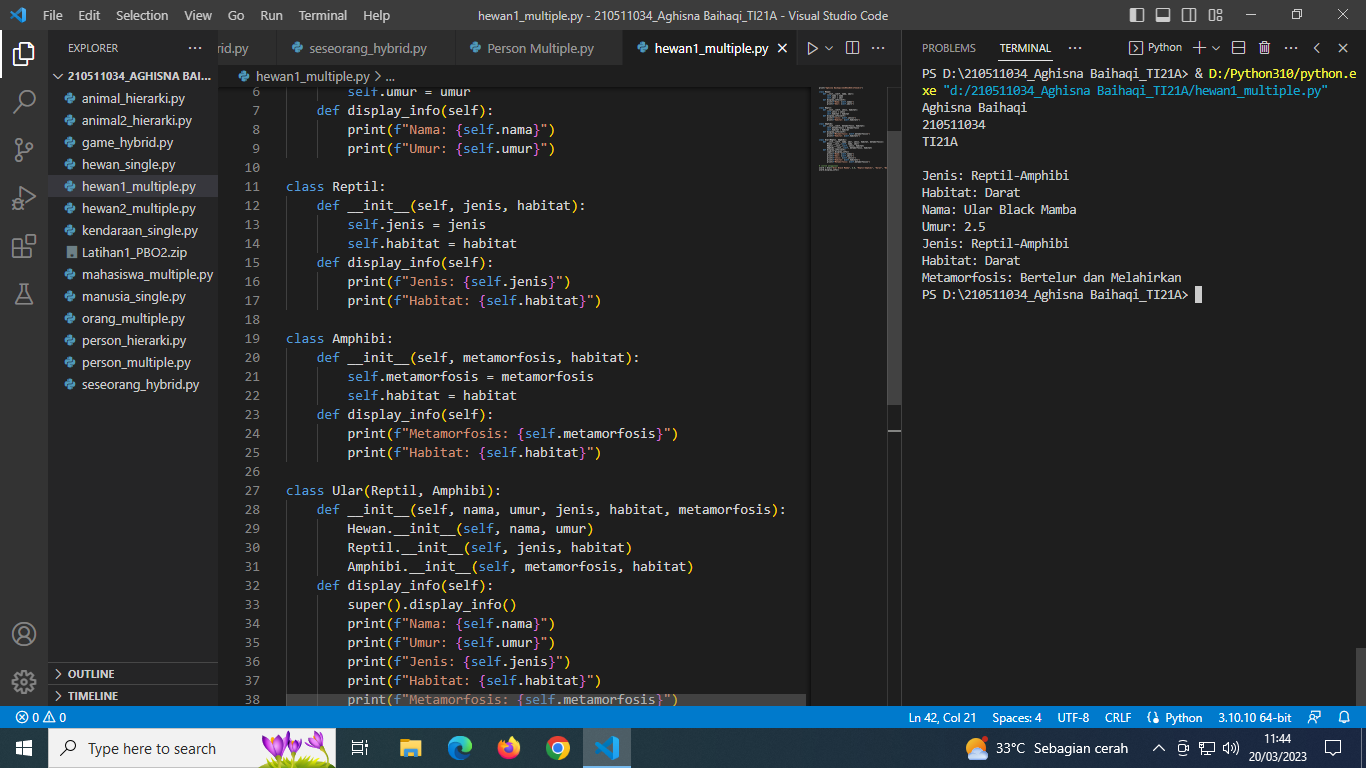 File Edit Selection View Go Run Terminal Help
hewan1_multiple.py - 210511034_Aghisna Baihaqi_TI21A - Visual Studio Code
EXPLORER
210511034_AGHISNA BAI...
animal_hierarki.py
animal2_hierarki.py
game_hybrid.py
hewan_single.py
hewan1_multiple.py
hewan2_multiple.py
kendaraan_single.py
Latihan1_PBO2.zip
mahasiswa_multiple.py
manusia_single.py
orang_multiple.py
person_hierarki.py
person_multiple.py
seseorang_hybrid.py
OUTLINE
TIMELINE
rid.py seseorang_hybrid.py Person Multiple.py hewan1_multiple.py
hewan1_multiple.py > ...
6 self.umur = umur
7 def display_info(self):
8 print(f"Nama: {self.nama}")
9 print(f"Umur: {self.umur}")
10
11 class Reptil:
12 def __init__(self, jenis, habitat):
13 self.jenis = jenis
14 self.habitat = habitat
15 def display_info(self):
16 print(f"Jenis: {self.jenis}")
17 print(f"Habitat: {self.habitat}")
18
19 class Amphibi:
20 def __init__(self, metamorfosis, habitat):
21 self.metamorfosis = metamorfosis
22 self.habitat = habitat
23 def display_info(self):
24 print(f"Metamorfosis: {self.metamorfosis}")
25 print(f"Habitat: {self.habitat}")
26
27 class Ular(Reptil, Amphibi):
28 def __init__(self, nama, umur, jenis, habitat, metamorfosis):
29 Hewan.__init__(self, nama, umur)
30 Reptil.__init__(self, jenis, habitat)
31 Amphibi.__init__(self, metamorfosis, habitat)
32 def display_info(self):
33 super().display_info()
34 print(f"Nama: {self.nama}")
35 print(f"Umur: {self.umur}")
36 print(f"Jenis: {self.jenis}")
37 print(f"Habitat: {self.habitat}")
38 print(f"Metamorfosis: {self.metamorfosis}")
PROBLEMS TERMINAL ... Python
PS D:\210511034_Aghisna Baihaqi_TI21A> & D:/Python310/python.e
xe "d:/210511034_Aghisna Baihaqi_TI21A/hewan1_multiple.py"
Aghisna Baihaqi
210511034
TI21A
Jenis: Reptil-Amphibi
Habitat: Darat
Nama: Ular Black Mamba
Umur: 2.5
Jenis: Reptil-Amphibi
Habitat: Darat
Metamorfosis: Bertelur dan Melahirkan
PS D:\210511034_Aghisna Baihaqi_TI21A>
0 0 Ln 42, Col 21 Spaces: 4 UTF-8 CRLF Python 3.10.10 64-bit
Type here to search
33°C Sebagian cerah
11:44
20/03/2023